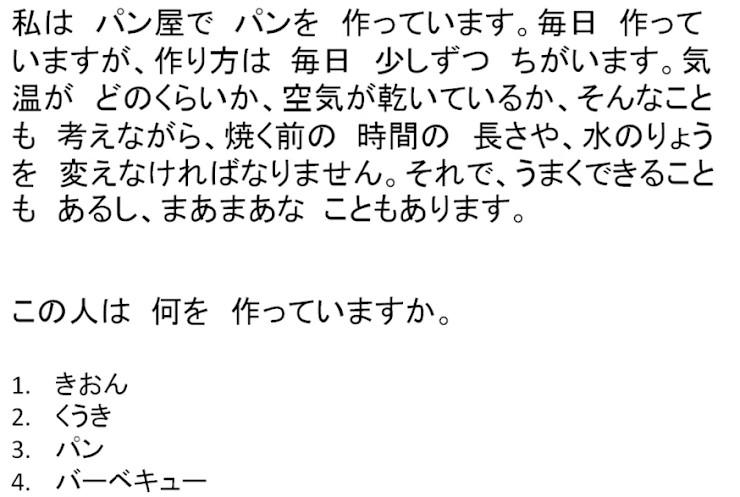 私は　パン屋で　パンを　作っています。毎日　作って
いますが、作り方は　毎日　少しずつ　ちがいます。気
温が　どのくらいか、空気が乾いているか、そんなこと
も　考えながら、焼く前の　時間の　長さや、水のりょう
を　変えなければなりません。それで、うまくできること
も　あるし、まあまあな　こともあります。
この人は　何を　作っていますか。
1.　きおん
2.　くうき
3.　パン
4.　バーベキュー